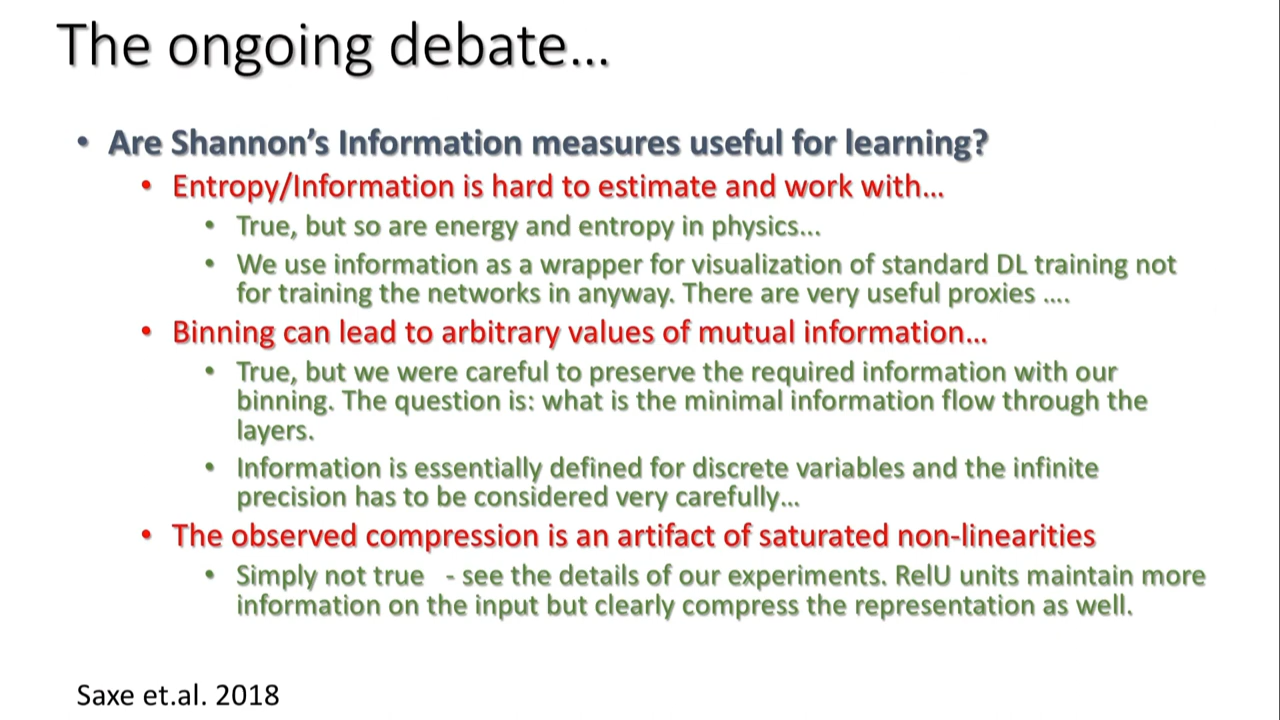 The ongoing debate...
• Are Shannon's Information measures useful for learning?
• Entropy/Information is hard to estimate and work with...
• True, but so are energy and entropy in physics...
• We use information as a wrapper for visualization of standard DL training not
for training the networks in anyway. There are very useful proxies ....
• Binning can lead to arbitrary values of mutual information...
• True, but we were careful to preserve the required information with our
binning. The question is: what is the minimal information flow through the
layers.
• Information is essentially defined for discrete variables and the infinite
precision has to be considered very carefully...
• The observed compression is an artifact of saturated non-linearities
• Simply not true - see the details of our experiments. RelU units maintain more
information on the input but clearly compress the representation as well.
Saxe et.al. 2018